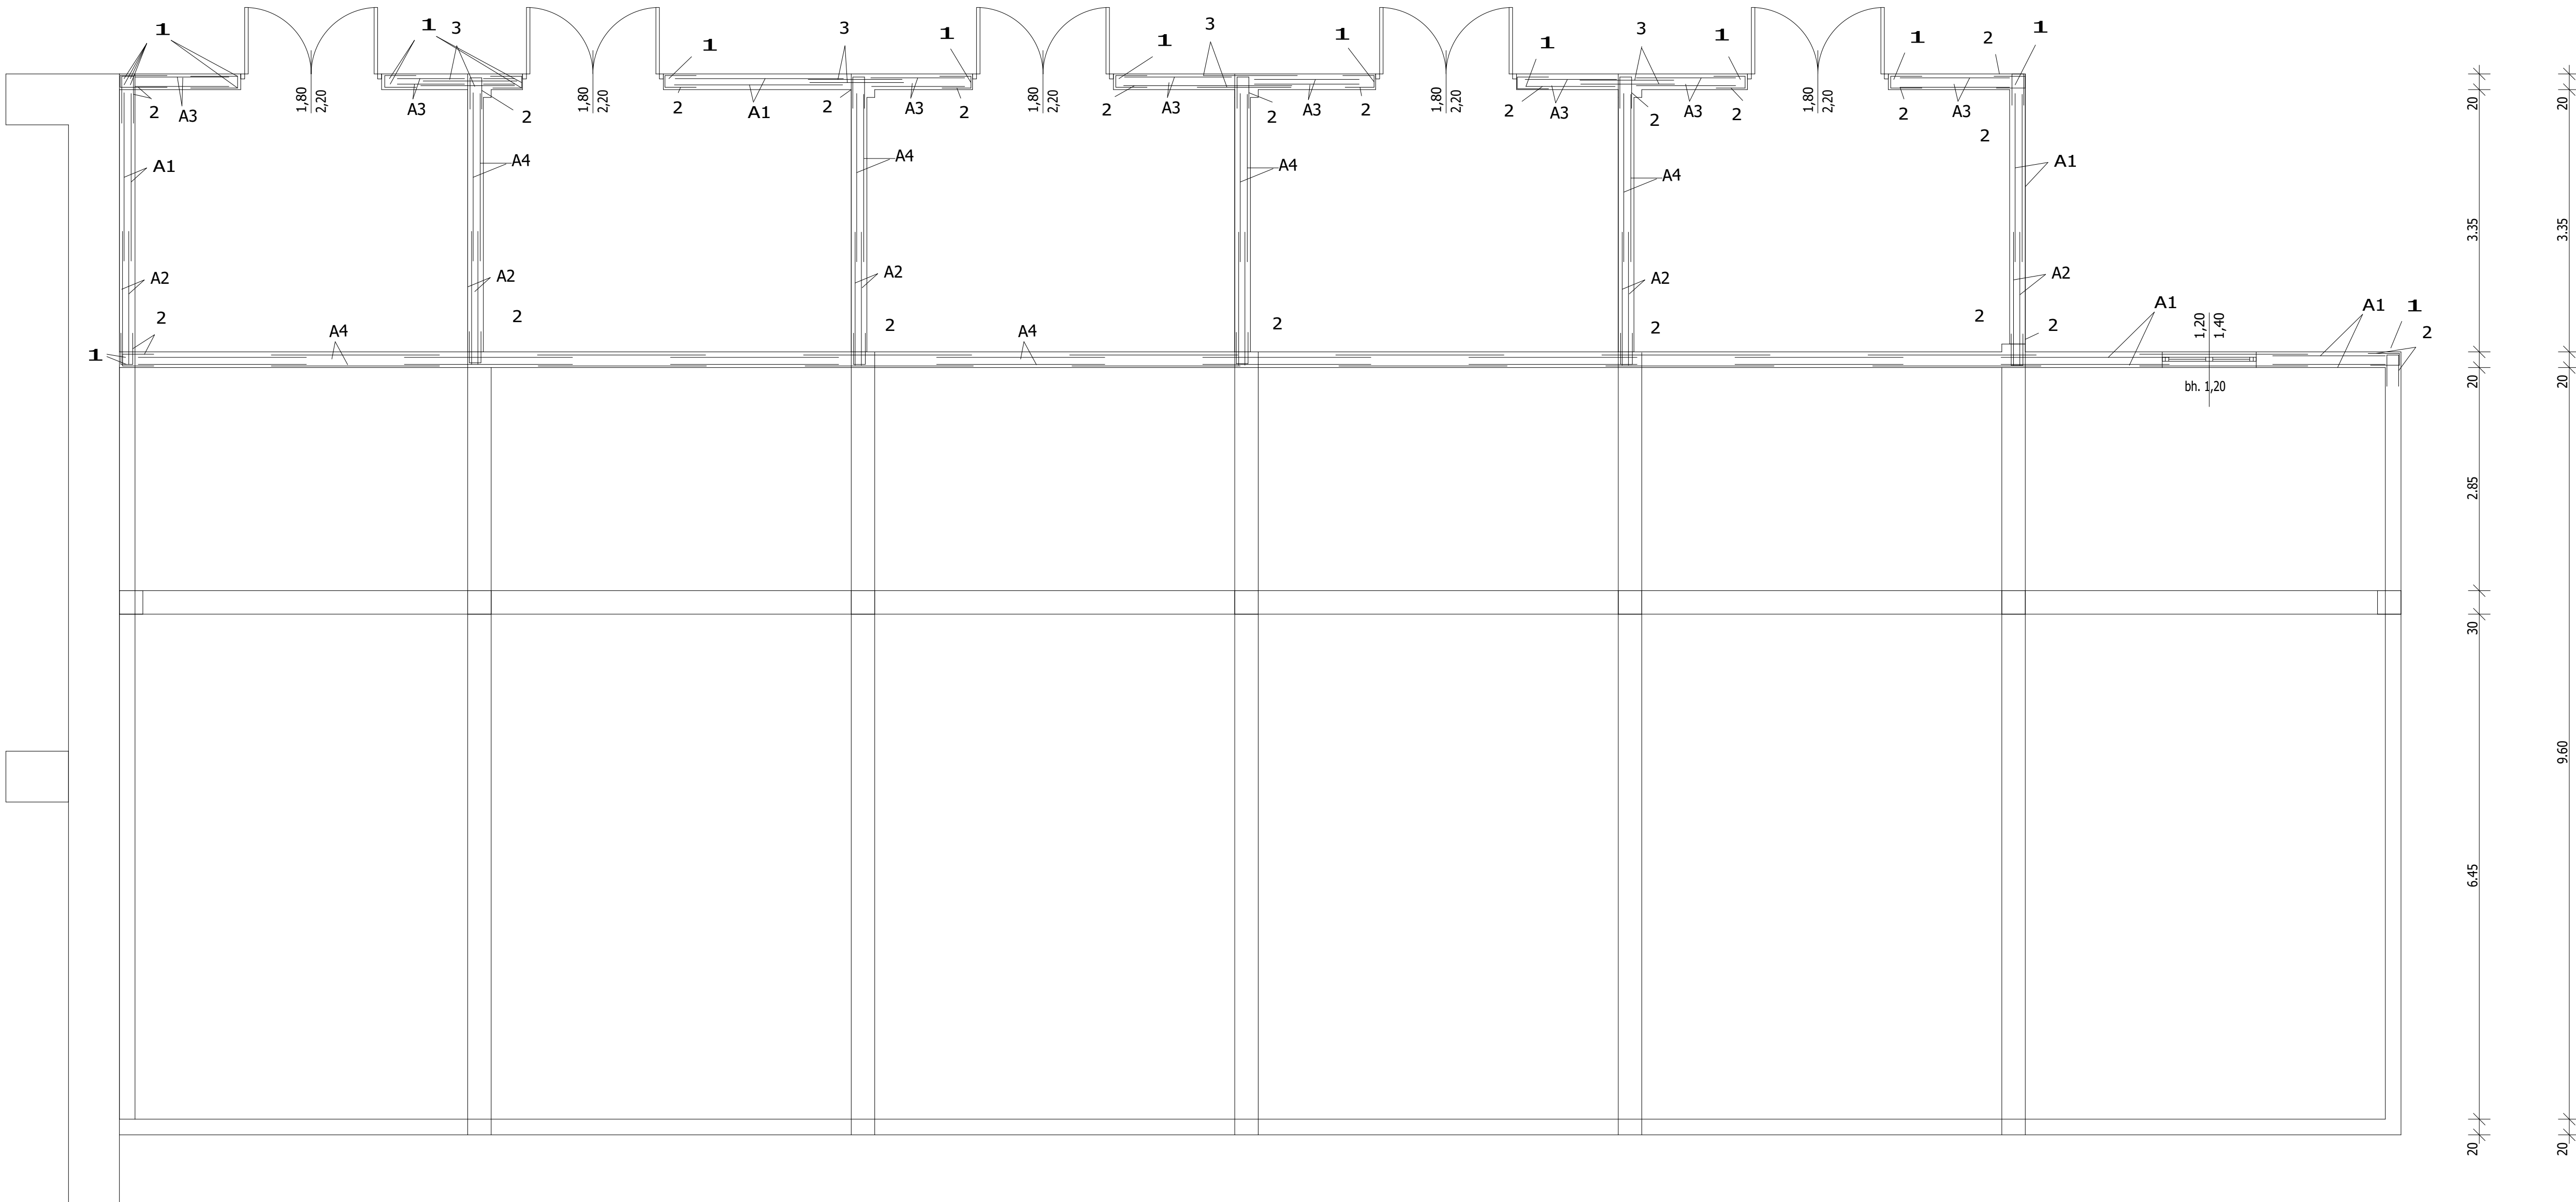 1 1 3 1 3 1 1 3 1 1 3 1 1 2 1
1,80 2,20 1,80 2,20 1,80 2,20 1,80 2,20 1,80 2,20
2 A3 A3 2 2 A1 2 A3 2 2 A3 2 A3 2 2 A3 2 A3 2 2 A3
20 20
2
A1 A4 A4 A4 A4 A1
3.35 3.35
A2 A2 A2 A2 A2
2 2 2 2 2 2 2
A1 A1 1
1,20 1,40
1 A4 A4 2
bh. 1,20
20 20
2.85
30
9.60
6.45
20 20